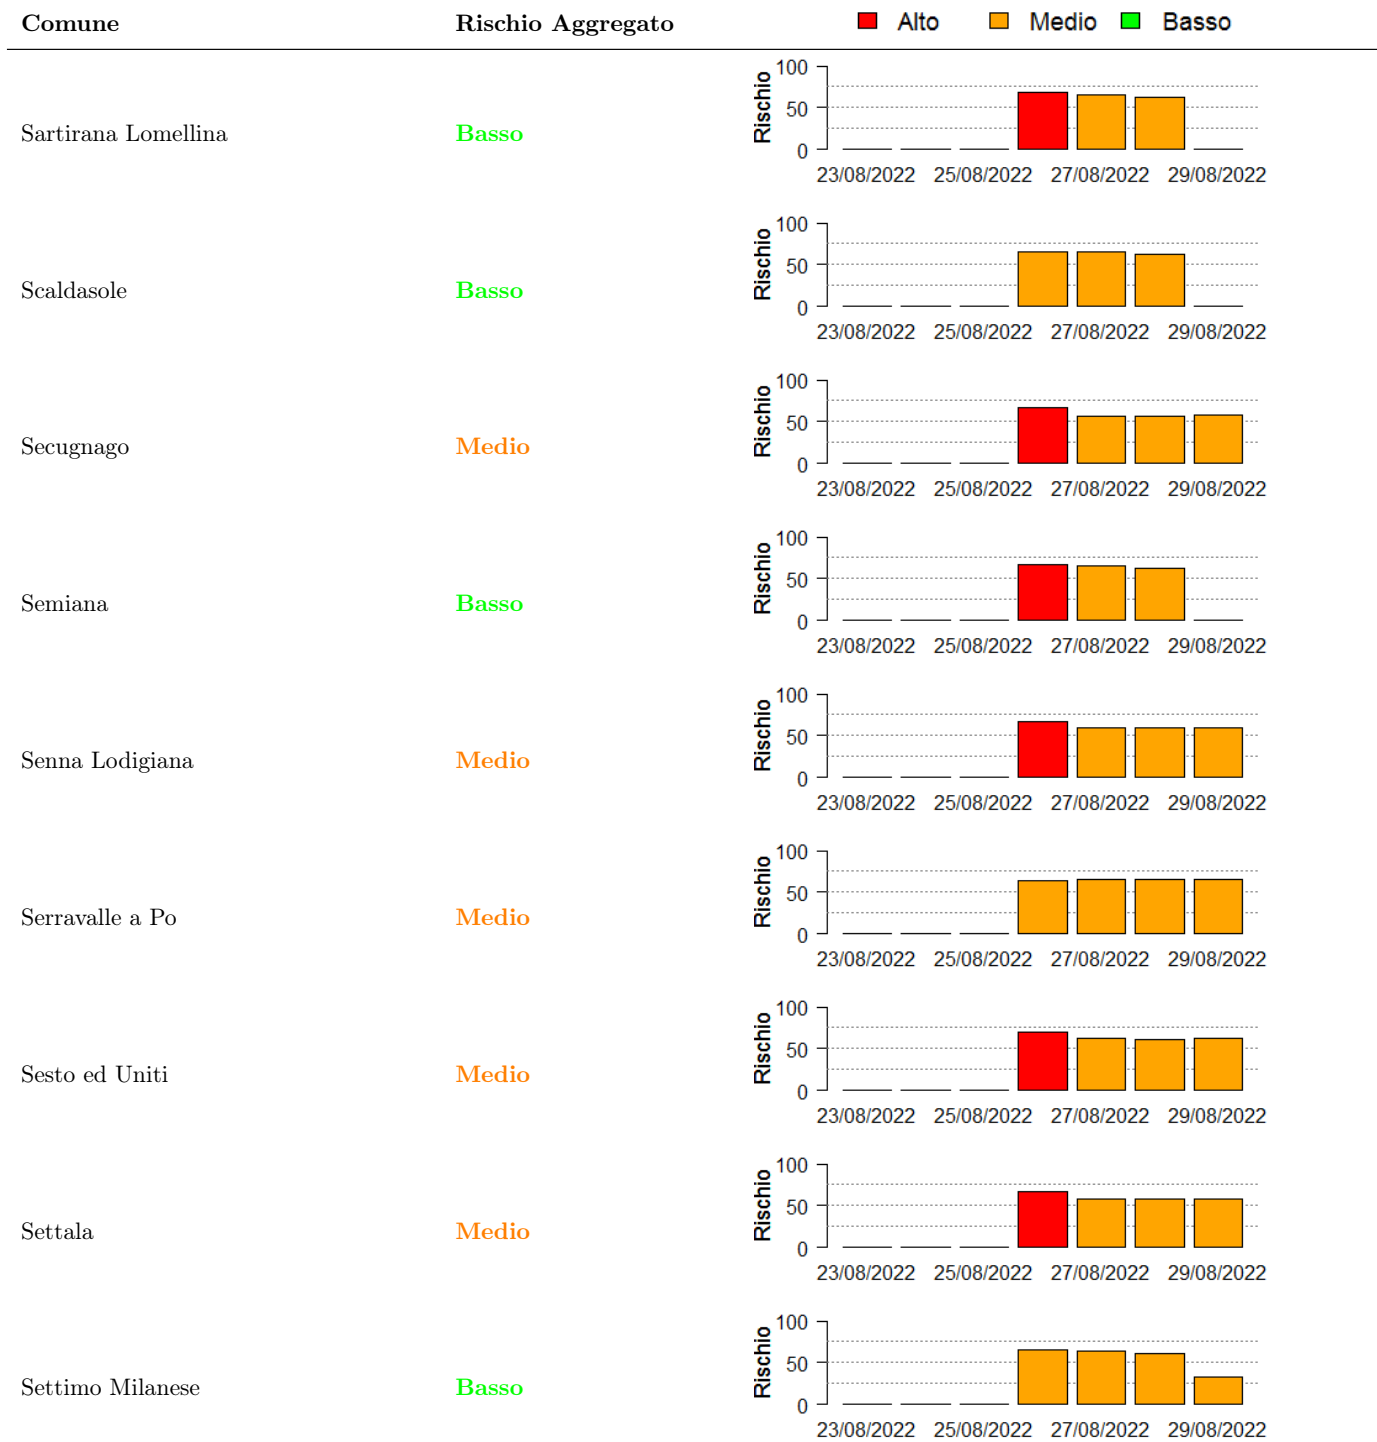 Comune Rischio Aggregato Alto Medio Basso
100
50
0
Rischio
Sartirana Lomellina Basso
23/08/2022 25/08/2022 27/08/2022 29/08/2022
100
50
0
Rischio
Scaldasole Basso
23/08/2022 25/08/2022 27/08/2022 29/08/2022
100
50
0
Rischio
Secugnago Medio
23/08/2022 25/08/2022 27/08/2022 29/08/2022
100
50
0
Rischio
Semiana Basso
23/08/2022 25/08/2022 27/08/2022 29/08/2022
100
50
0
Rischio
Senna Lodigiana Medio
23/08/2022 25/08/2022 27/08/2022 29/08/2022
100
50
0
Rischio
Serravalle a Po Medio
23/08/2022 25/08/2022 27/08/2022 29/08/2022
100
50
0
Rischio
Sesto ed Uniti Medio
23/08/2022 25/08/2022 27/08/2022 29/08/2022
100
50
0
Rischio
Settala Medio
23/08/2022 25/08/2022 27/08/2022 29/08/2022
100
50
0
Rischio
Settimo Milanese Basso
23/08/2022 25/08/2022 27/08/2022 29/08/2022